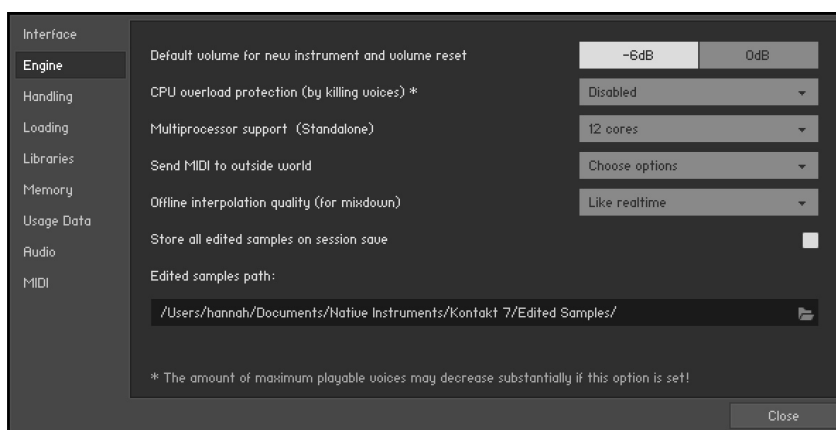 Interface
Engine
Handling
Loading
Libraries
Memory
Usage Data
Audio
MIDI
Default volume for new instrument and volume reset
-6dB
0dB
CPU overload protection (by killing voices) *
Disabled
Multiprocessor support (Standalone)
12 cores
Send MIDI to outside world
Choose options
Offline interpolation quality (for mixdown)
Like realtime
Store all edited samples on session save
Edited samples path:
/Users/hannah/Documents/Native Instruments/Kontakt 7/Edited Samples/
* The amount of maximum playable voices may decrease substantially if this option is set!
Close